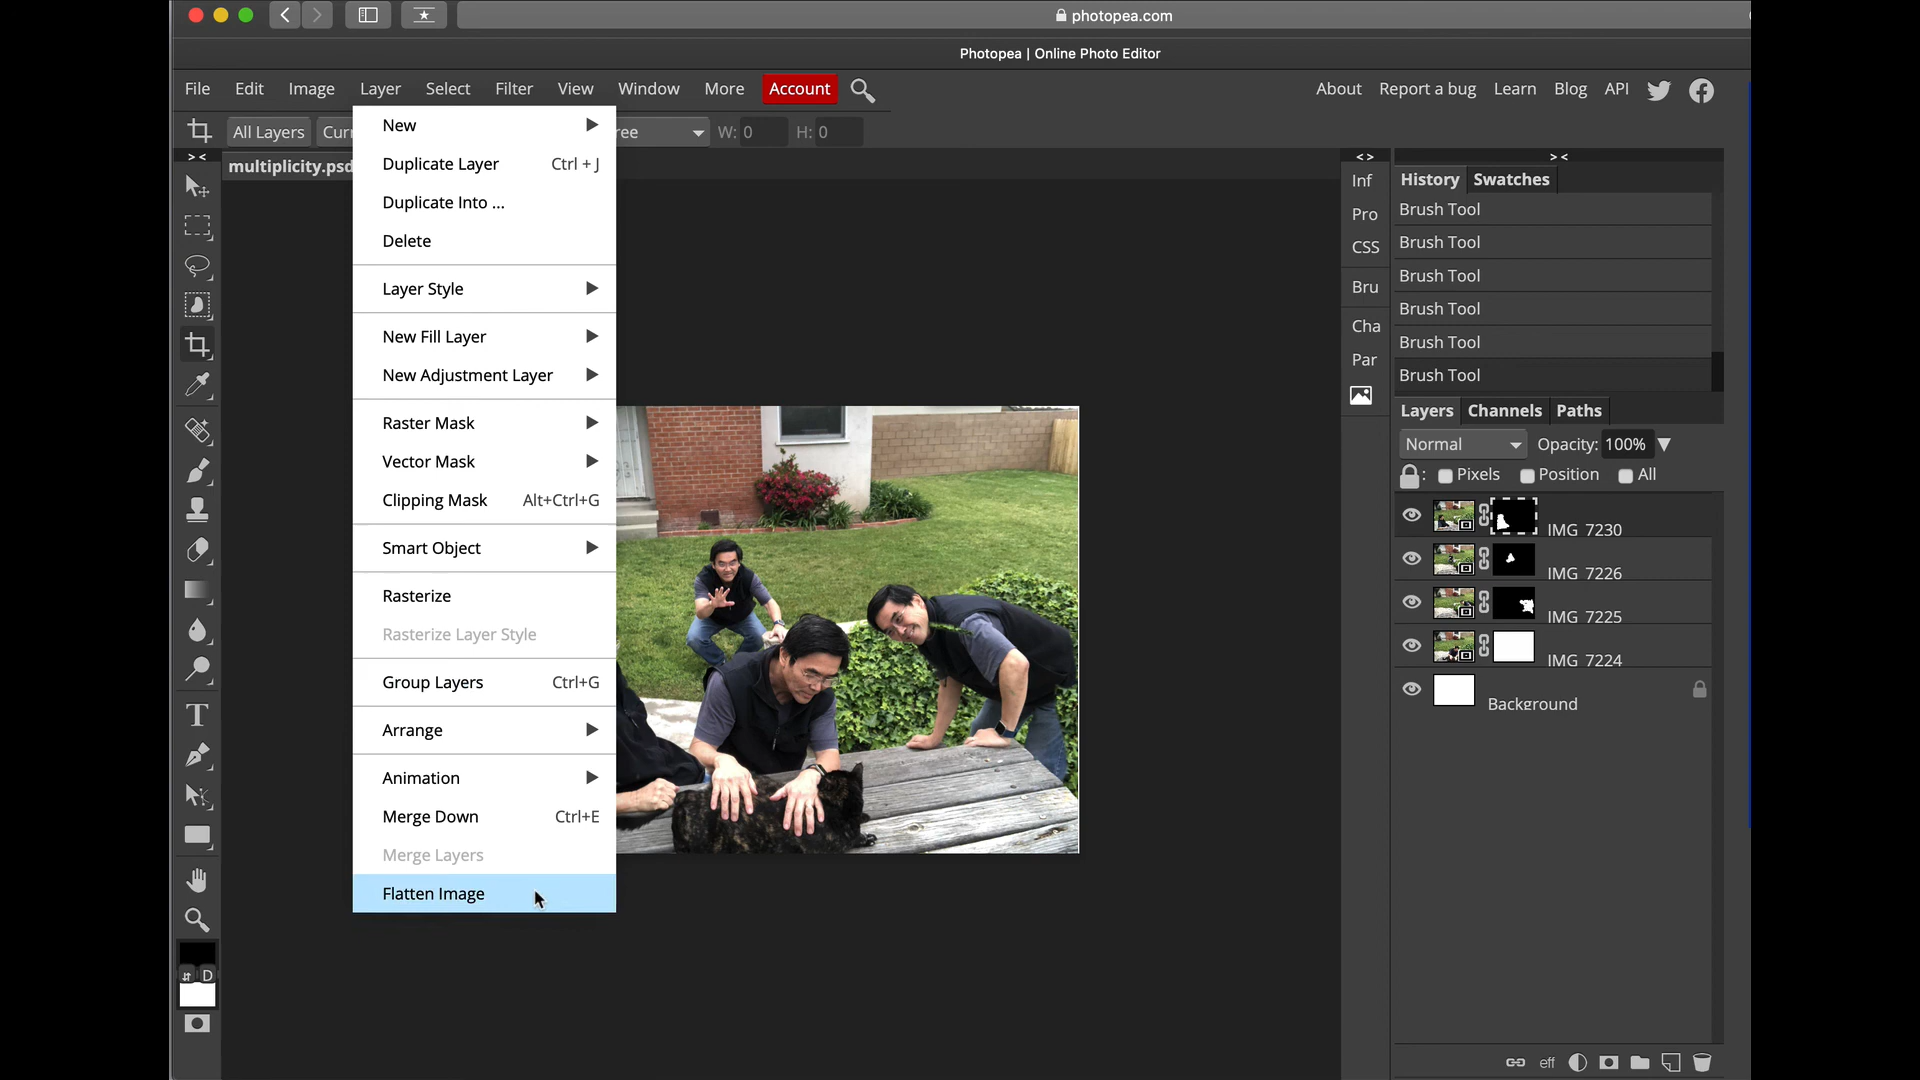 photopea.com
Photopea | Online Photo Editor
File Edit Image Layer Select Filter View Window More Account
About Report a bug Learn Blog API
All Layers Curr ree W: 0 H: 0
multiplicity.psd
New
Duplicate Layer Ctrl + J
Duplicate Into ...
Delete
Layer Style
New Fill Layer
New Adjustment Layer
Raster Mask
Vector Mask
Clipping Mask Alt+Ctrl+G
Smart Object
Rasterize
Rasterize Layer Style
Group Layers Ctrl+G
Arrange
Animation
Merge Down Ctrl+E
Merge Layers
Flatten Image
T
D
> <
< >
> <
Inf
Pro
CSS
Bru
Cha
Par
History Swatches
Brush Tool
Brush Tool
Brush Tool
Brush Tool
Brush Tool
Brush Tool
Layers Channels Paths
Normal Opacity: 100%
: Pixels Position All
IMG_7230
IMG_7226
IMG_7225
IMG_7224
Background
eff